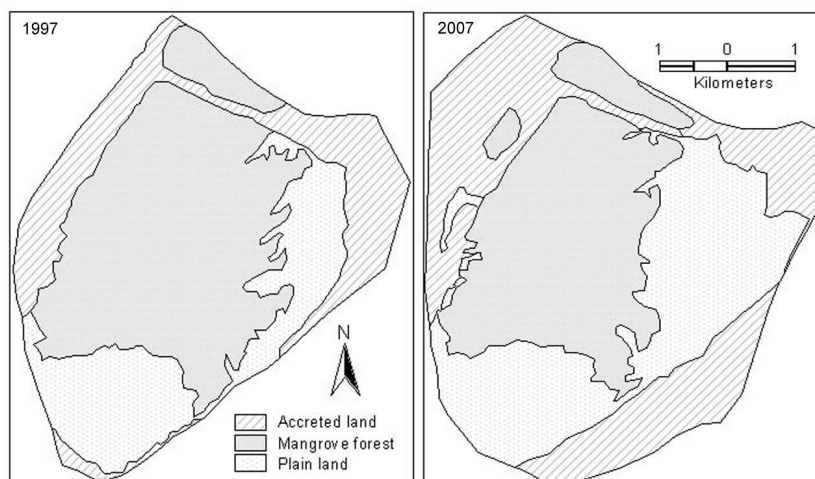 1997
2007
1 0 1
Kilometers
N
Accreted land
Mangrove forest
Plain land